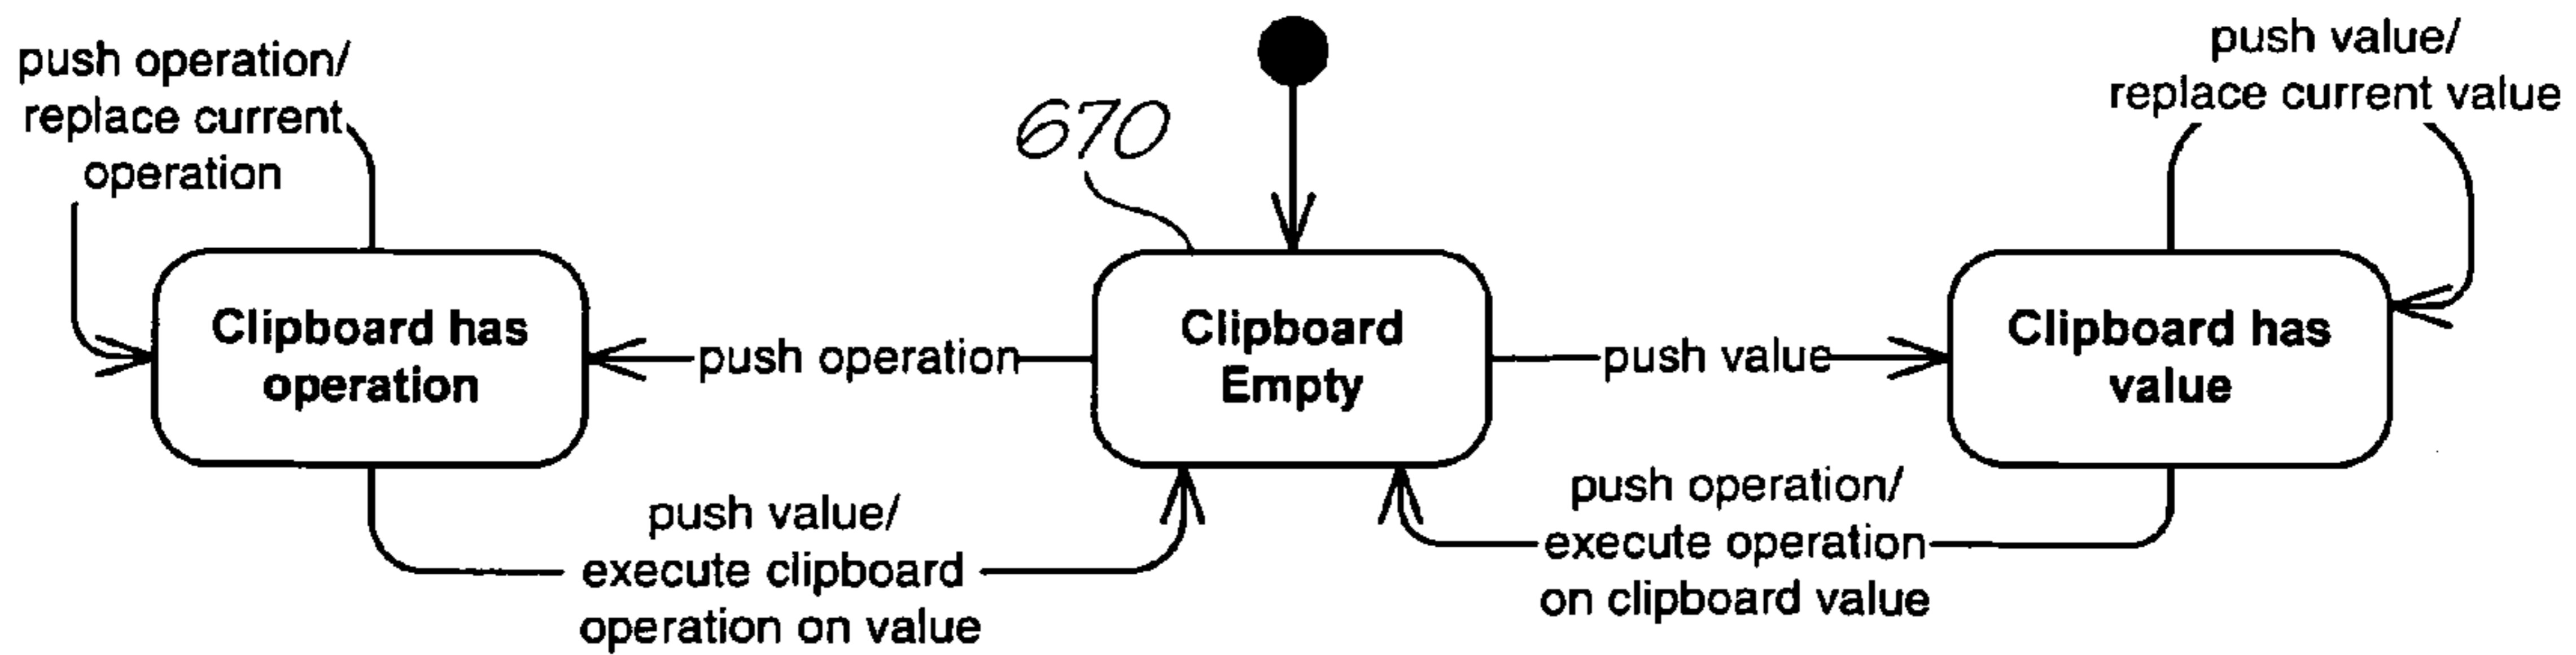 push operation/
replace current
operation
670
push value/
replace current value
Clipboard has
operation
push operation
Clipboard
Empty
push value
Clipboard has
value
push value/
execute clipboard
operation on value
push operation/
execute operation
on clipboard value